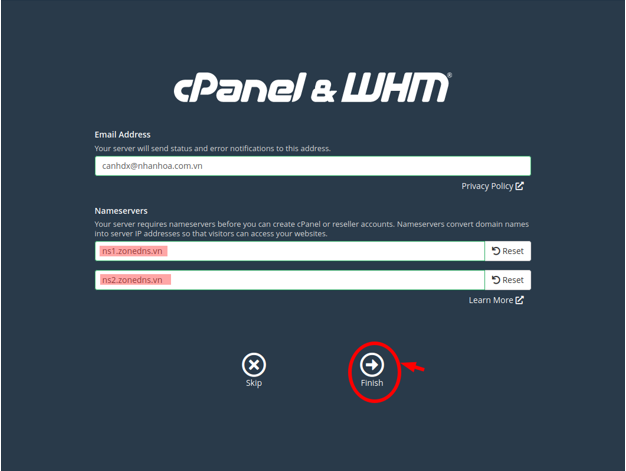 cPanel & WHM®
Email Address
Your server will send status and error notifications to this address.
canhdx@nhanhoa.com.vn
Privacy Policy
Nameservers
Your server requires nameservers before you can create cPanel or reseller accounts. Nameservers convert domain names
into server IP addresses so that visitors can access your websites.
ns1.zonedns.vn Reset
ns2.zonedns.vn Reset
Learn More
Skip Finish